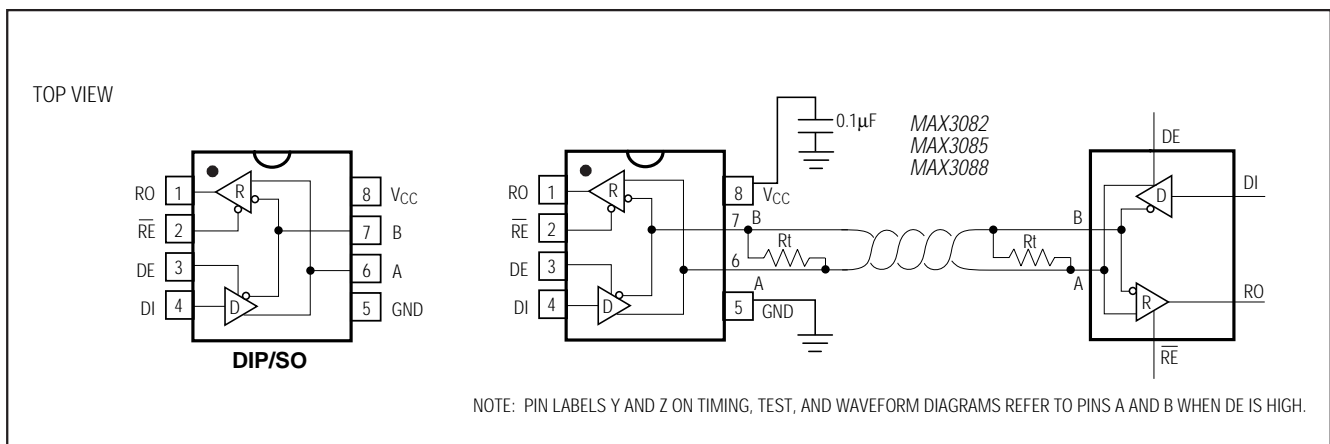 TOP VIEW
RO 1
RE 2
DE 3
DI 4
R
D
8 VCC
7 B
6 A
5 GND
DIP/SO
RO 1
RE 2
DE 3
DI 4
R
D
8 VCC
7 B
6 A
5 GND
0.1µF
MAX3082
MAX3085
MAX3088
Rt
Rt
B
A
DE
D
DI
R
RO
RE
NOTE: PIN LABELS Y AND Z ON TIMING, TEST, AND WAVEFORM DIAGRAMS REFER TO PINS A AND B WHEN DE IS HIGH.